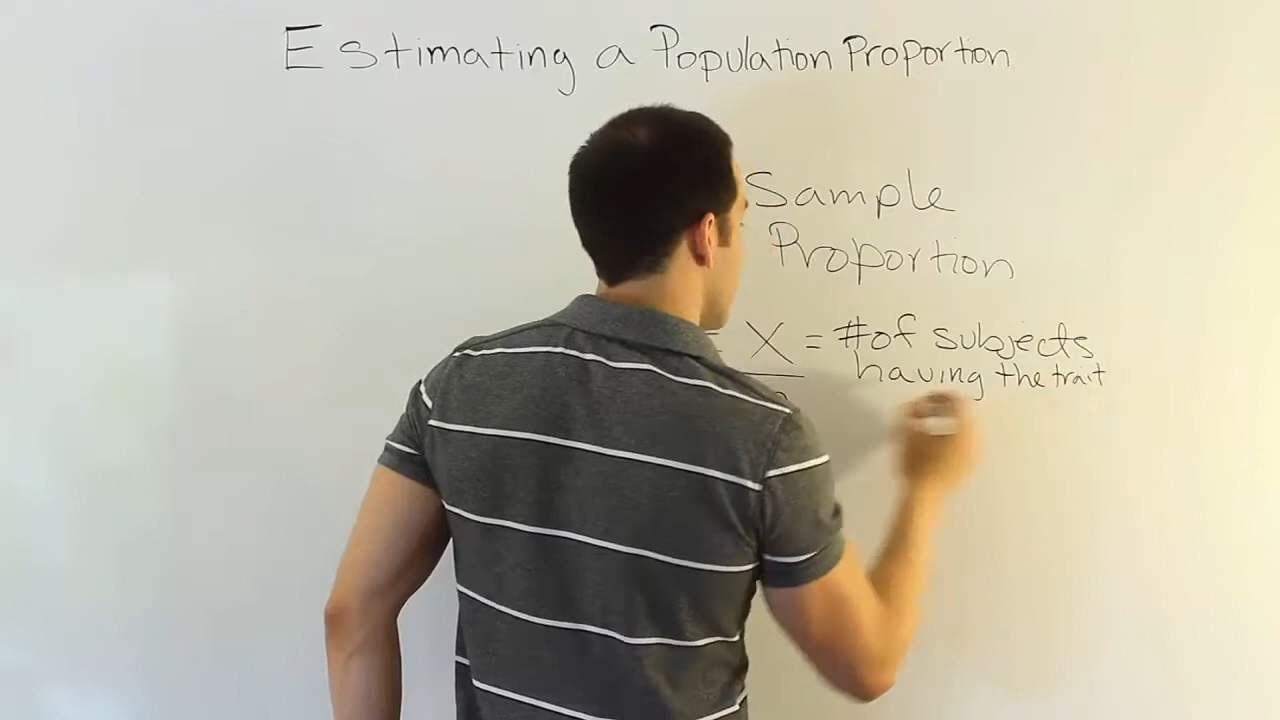 Estimating a Population Proportion
Sample
Proportion
= X = # of subjects
having the trait